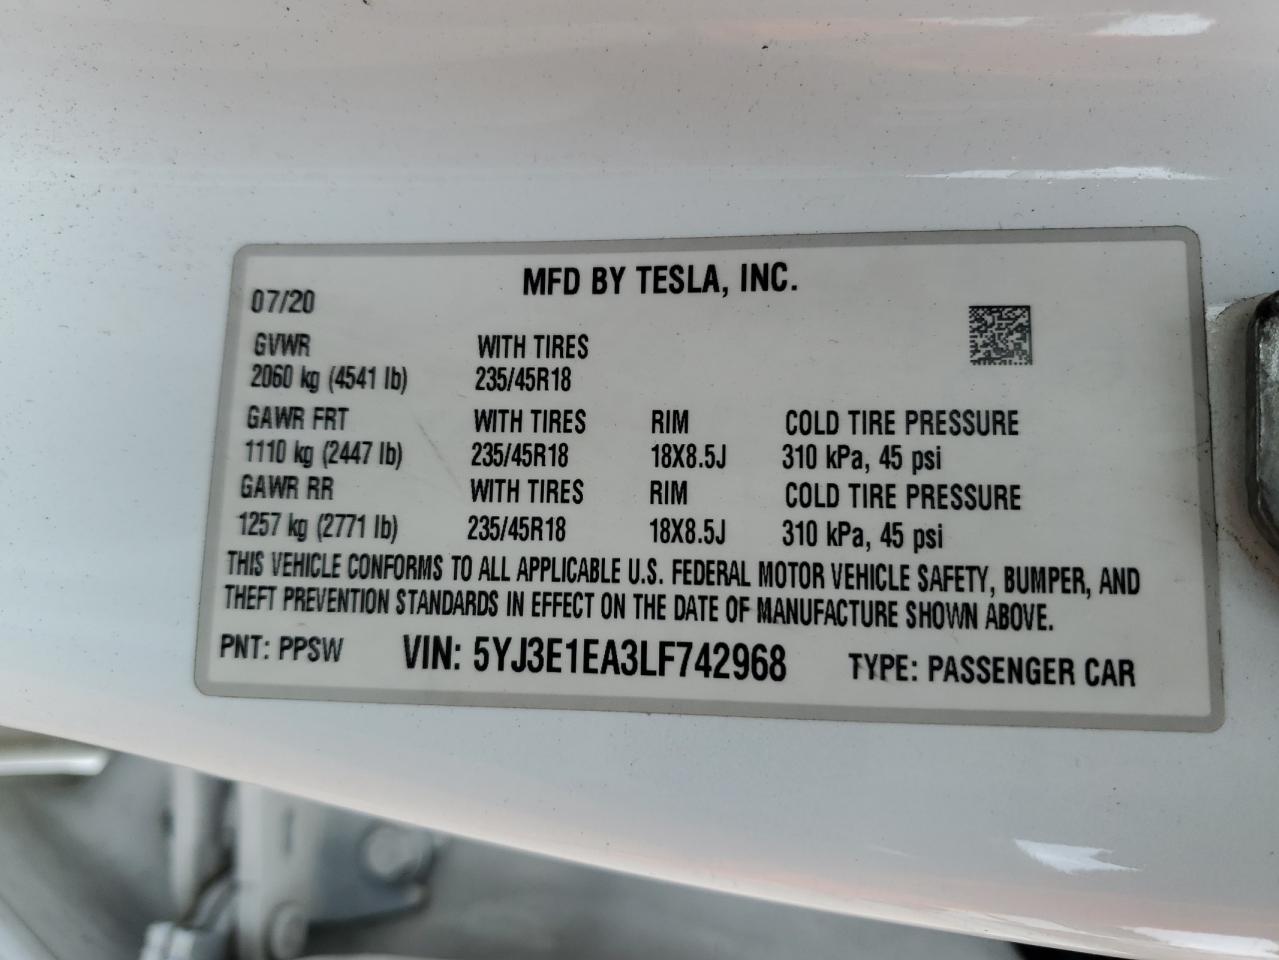 MFD BY TESLA, INC.
07/20
GVWR WITH TIRES
2060 kg (4541 lb) 235/45R18
GAWR FRT WITH TIRES RIM COLD TIRE PRESSURE
1110 kg (2447 lb) 235/45R18 18X8.5J 310 kPa, 45 psi
GAWR RR WITH TIRES RIM COLD TIRE PRESSURE
1257 kg (2771 lb) 235/45R18 18X8.5J 310 kPa, 45 psi
THIS VEHICLE CONFORMS TO ALL APPLICABLE U.S. FEDERAL MOTOR VEHICLE SAFETY, BUMPER, AND
THEFT PREVENTION STANDARDS IN EFFECT ON THE DATE OF MANUFACTURE SHOWN ABOVE.
PNT: PPSW VIN: 5YJ3E1EA3LF742968 TYPE: PASSENGER CAR